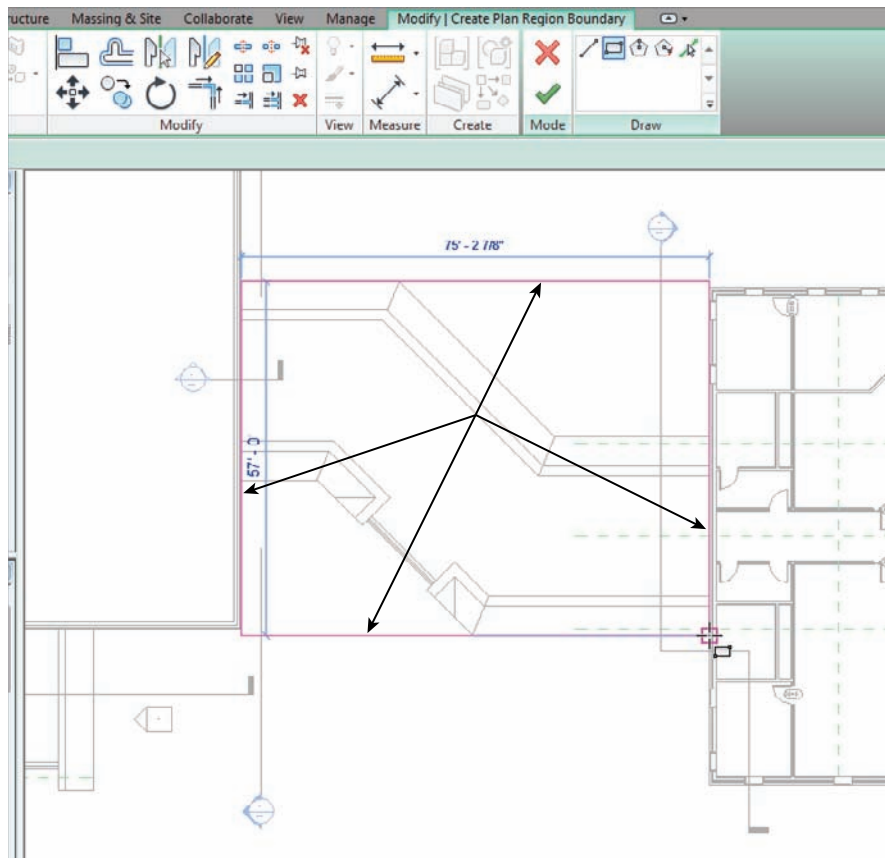 ucture Massing & Site Collaborate View Manage Modify | Create Plan Region Boundary
Modify View Measure Create Mode Draw
75' - 2 7/8"
57' - 0